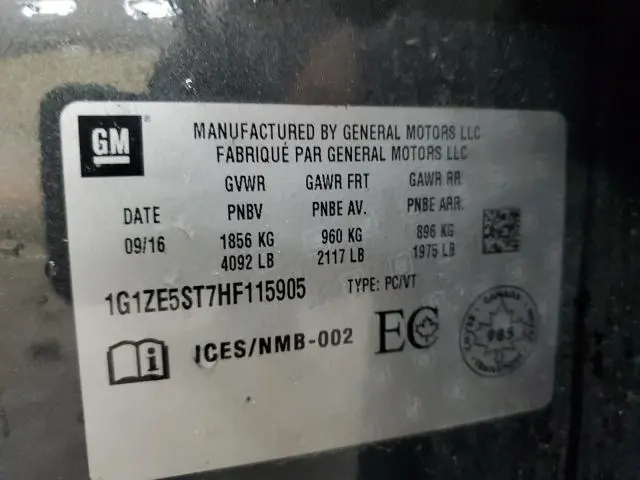 GM ®
MANUFACTURED BY GENERAL MOTORS LLC
FABRIQUÉ PAR GENERAL MOTORS LLC
GVWR GAWR FRT GAWR RR
DATE PNBV PNBE AV. PNBE ARR.
09/16 1856 KG 960 KG 896 KG
4092 LB 2117 LB 1975 LB
1G1ZE5ST7HF115905 TYPE: PC/VT
i ICES/NMB-002 EC
985